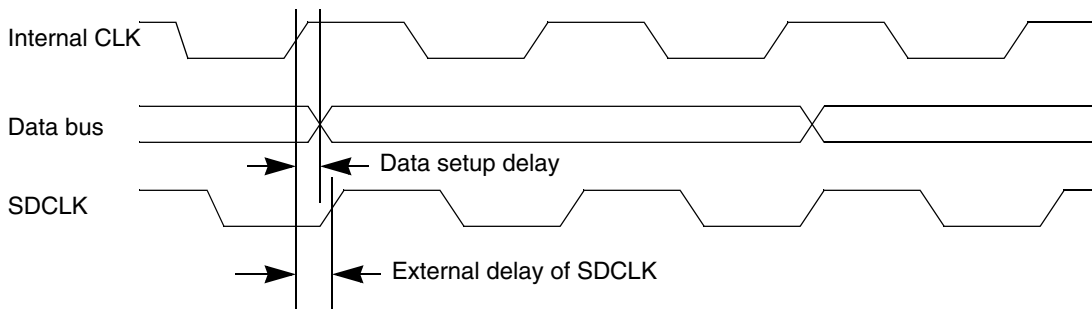 Internal CLK
Data bus
Data setup delay
SDCLK
External delay of SDCLK